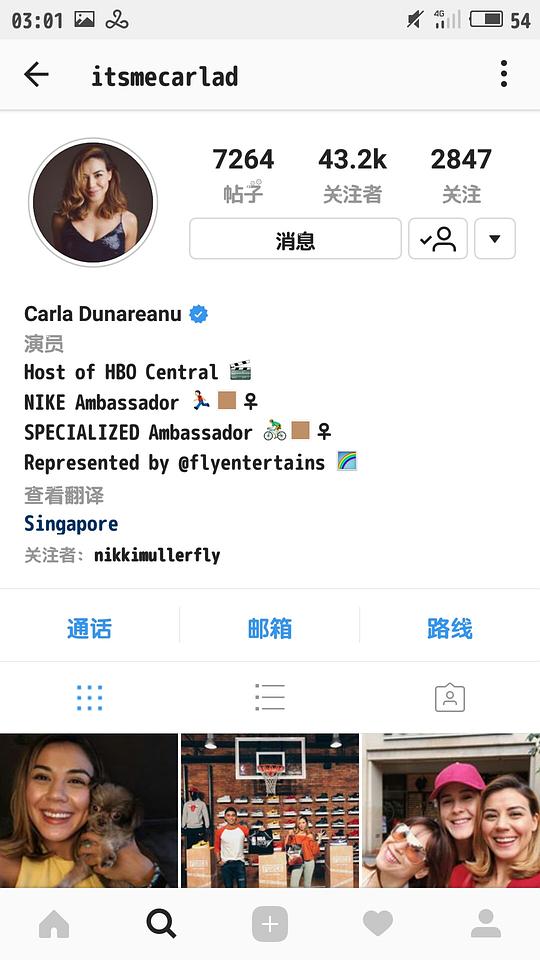 03:01 4G 54
itsmecarlad
7264 43.2k 2847
帖子 关注者 关注
消息
Carla Dunareanu
演员
Host of HBO Central 🎬
NIKE Ambassador 🏃🏽♀
SPECIALIZED Ambassador 🚴🏽♀
Represented by @flyentertains 🌈
查看翻译
Singapore
关注者: nikkimullerfly
通话 邮箱 路线